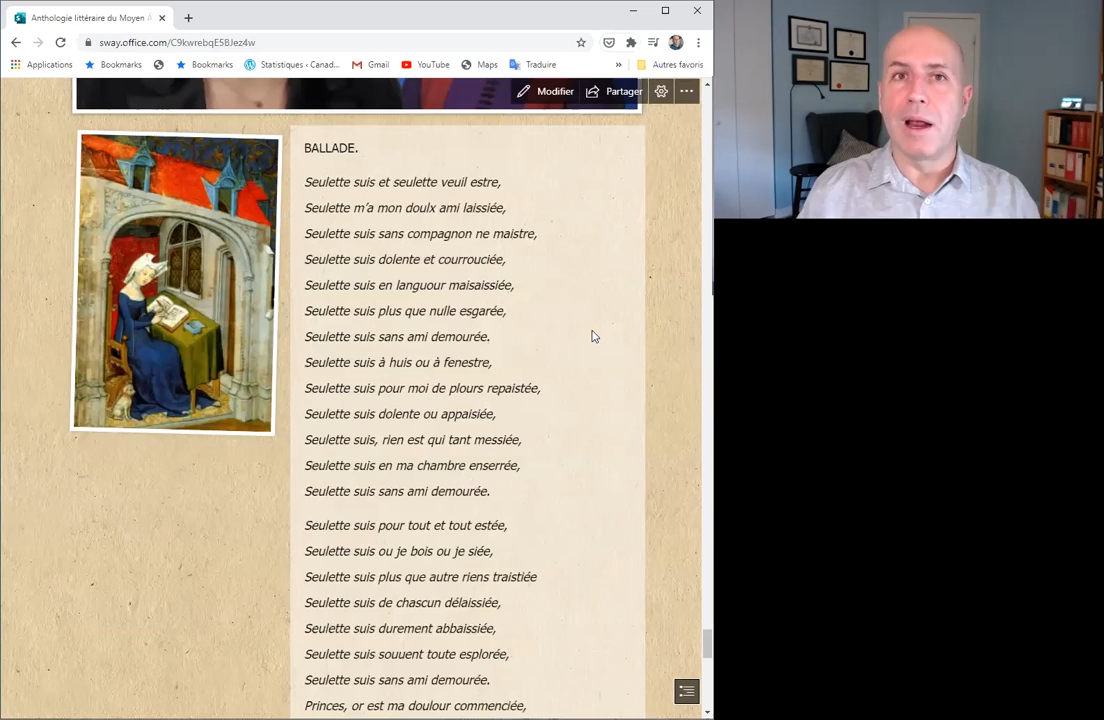 Anthologie littéraire du Moyen
sway.office.com/C9kwrebqE5BJez4w
Applications
Bookmarks
Bookmarks
Statistiques ‹ Canad...
Gmail
YouTube
Maps
Traduire
»
Autres favoris
Modifier
Partager
BALLADE.
Seulette suis et seulette veuil estre,
Seulette m'a mon doulx ami laissiée,
Seulette suis sans compagnon ne maistre,
Seulette suis dolente et courrouciée,
Seulette suis en languour maisaissiée,
Seulette suis plus que nulle esgarée,
Seulette suis sans ami demourée.
Seulette suis à huis ou à fenestre,
Seulette suis pour moi de plours repaistée,
Seulette suis dolente ou appaisiée,
Seulette suis, rien est qui tant messiée,
Seulette suis en ma chambre enserrée,
Seulette suis sans ami demourée.
Seulette suis pour tout et tout estée,
Seulette suis ou je bois ou je siée,
Seulette suis plus que autre riens traistiée
Seulette suis de chascun délaissiée,
Seulette suis durement abbaissiée,
Seulette suis souuent toute esplorée,
Seulette suis sans ami demourée.
Princes, or est ma doulour commenciée,